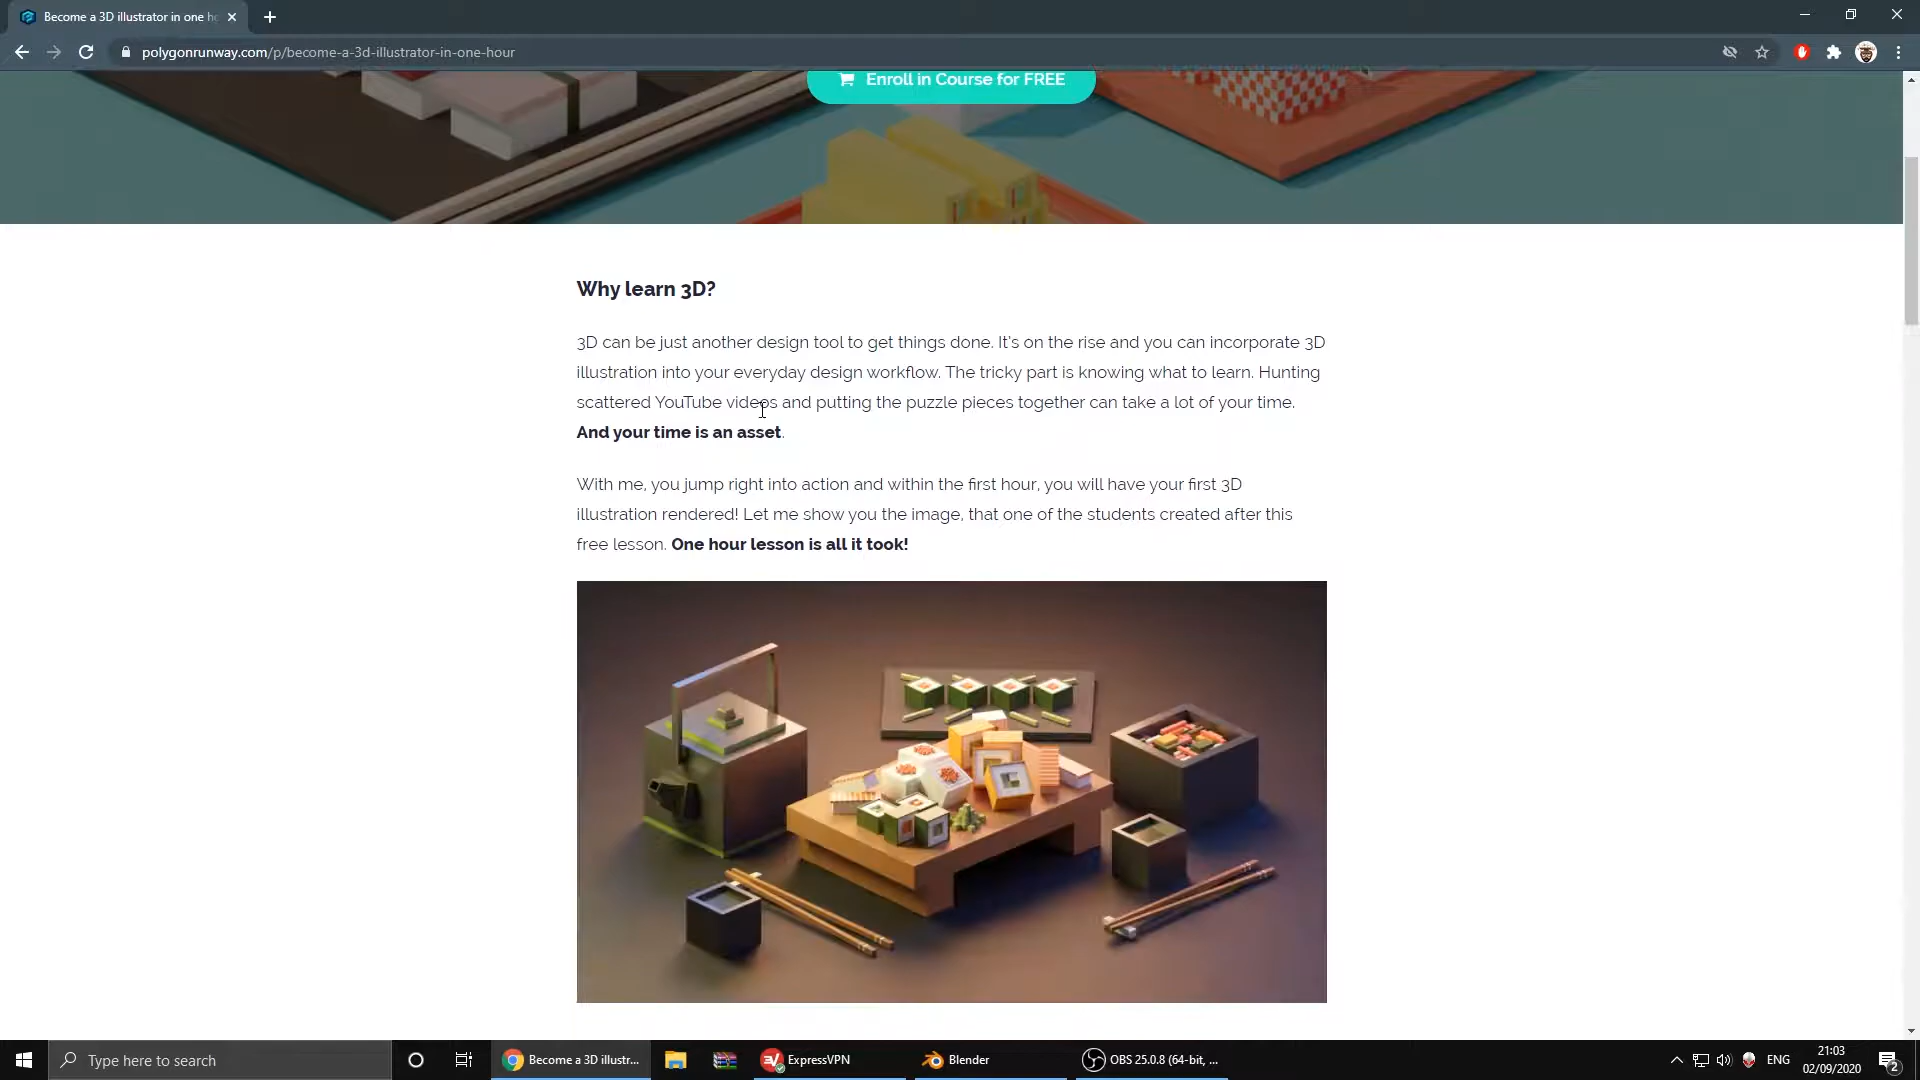 Become a 3D illustrator in one ho
polygonrunway.com/p/become-a-3d-illustrator-in-one-hour
Enroll in Course for FREE
Why learn 3D?
3D can be just another design tool to get things done. It's on the rise and you can incorporate 3D
illustration into your everyday design workflow. The tricky part is knowing what to learn. Hunting
scattered YouTube videos and putting the puzzle pieces together can take a lot of your time.
And your time is an asset.
With me, you jump right into action and within the first hour, you will have your first 3D
illustration rendered! Let me show you the image, that one of the students created after this
free lesson. One hour lesson is all it took!
Type here to search
Become a 3D illustr...
ExpressVPN
Blender
OBS 25.0.8 (64-bit, ...
ENG
21:03
02/09/2020
2